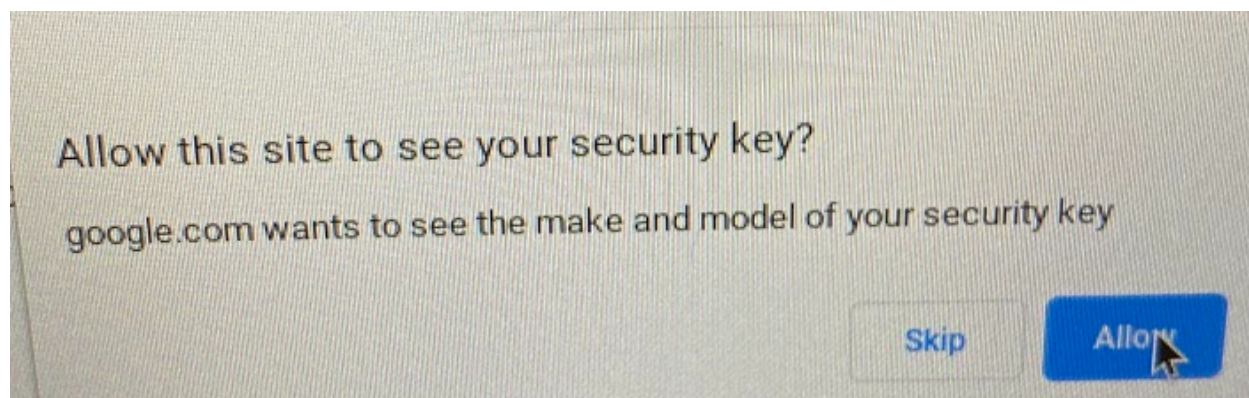 Allow this site to see your security key?
google.com wants to see the make and model of your security key
Skip
Allow